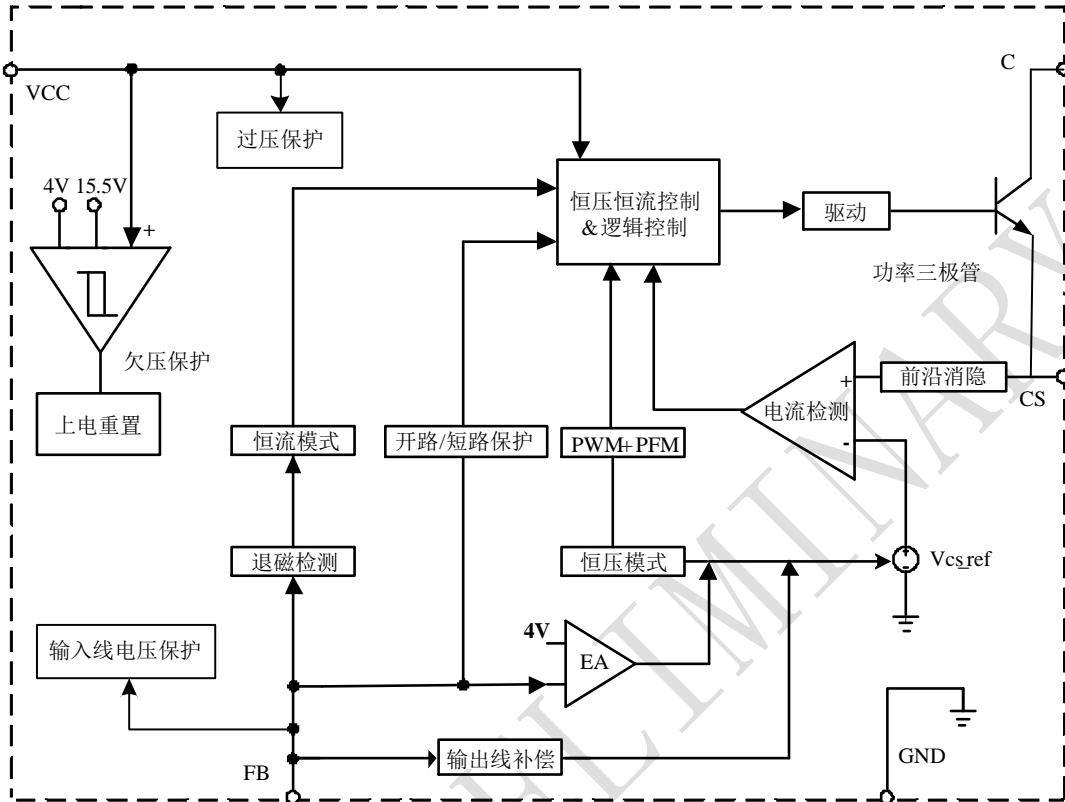 C
VCC
过压保护
4V 15.5V
+
恒压恒流控制
&逻辑控制
驱动
功率三极管
欠压保护
上电重置
前沿消隐
+
CS
电流检测
-
恒流模式
开路/短路保护
PWM+PFM
退磁检测
恒压模式
+
-
Vcs_ref
4V
EA
输入线电压保护
输出线补偿
FB
GND
ELIMINARY